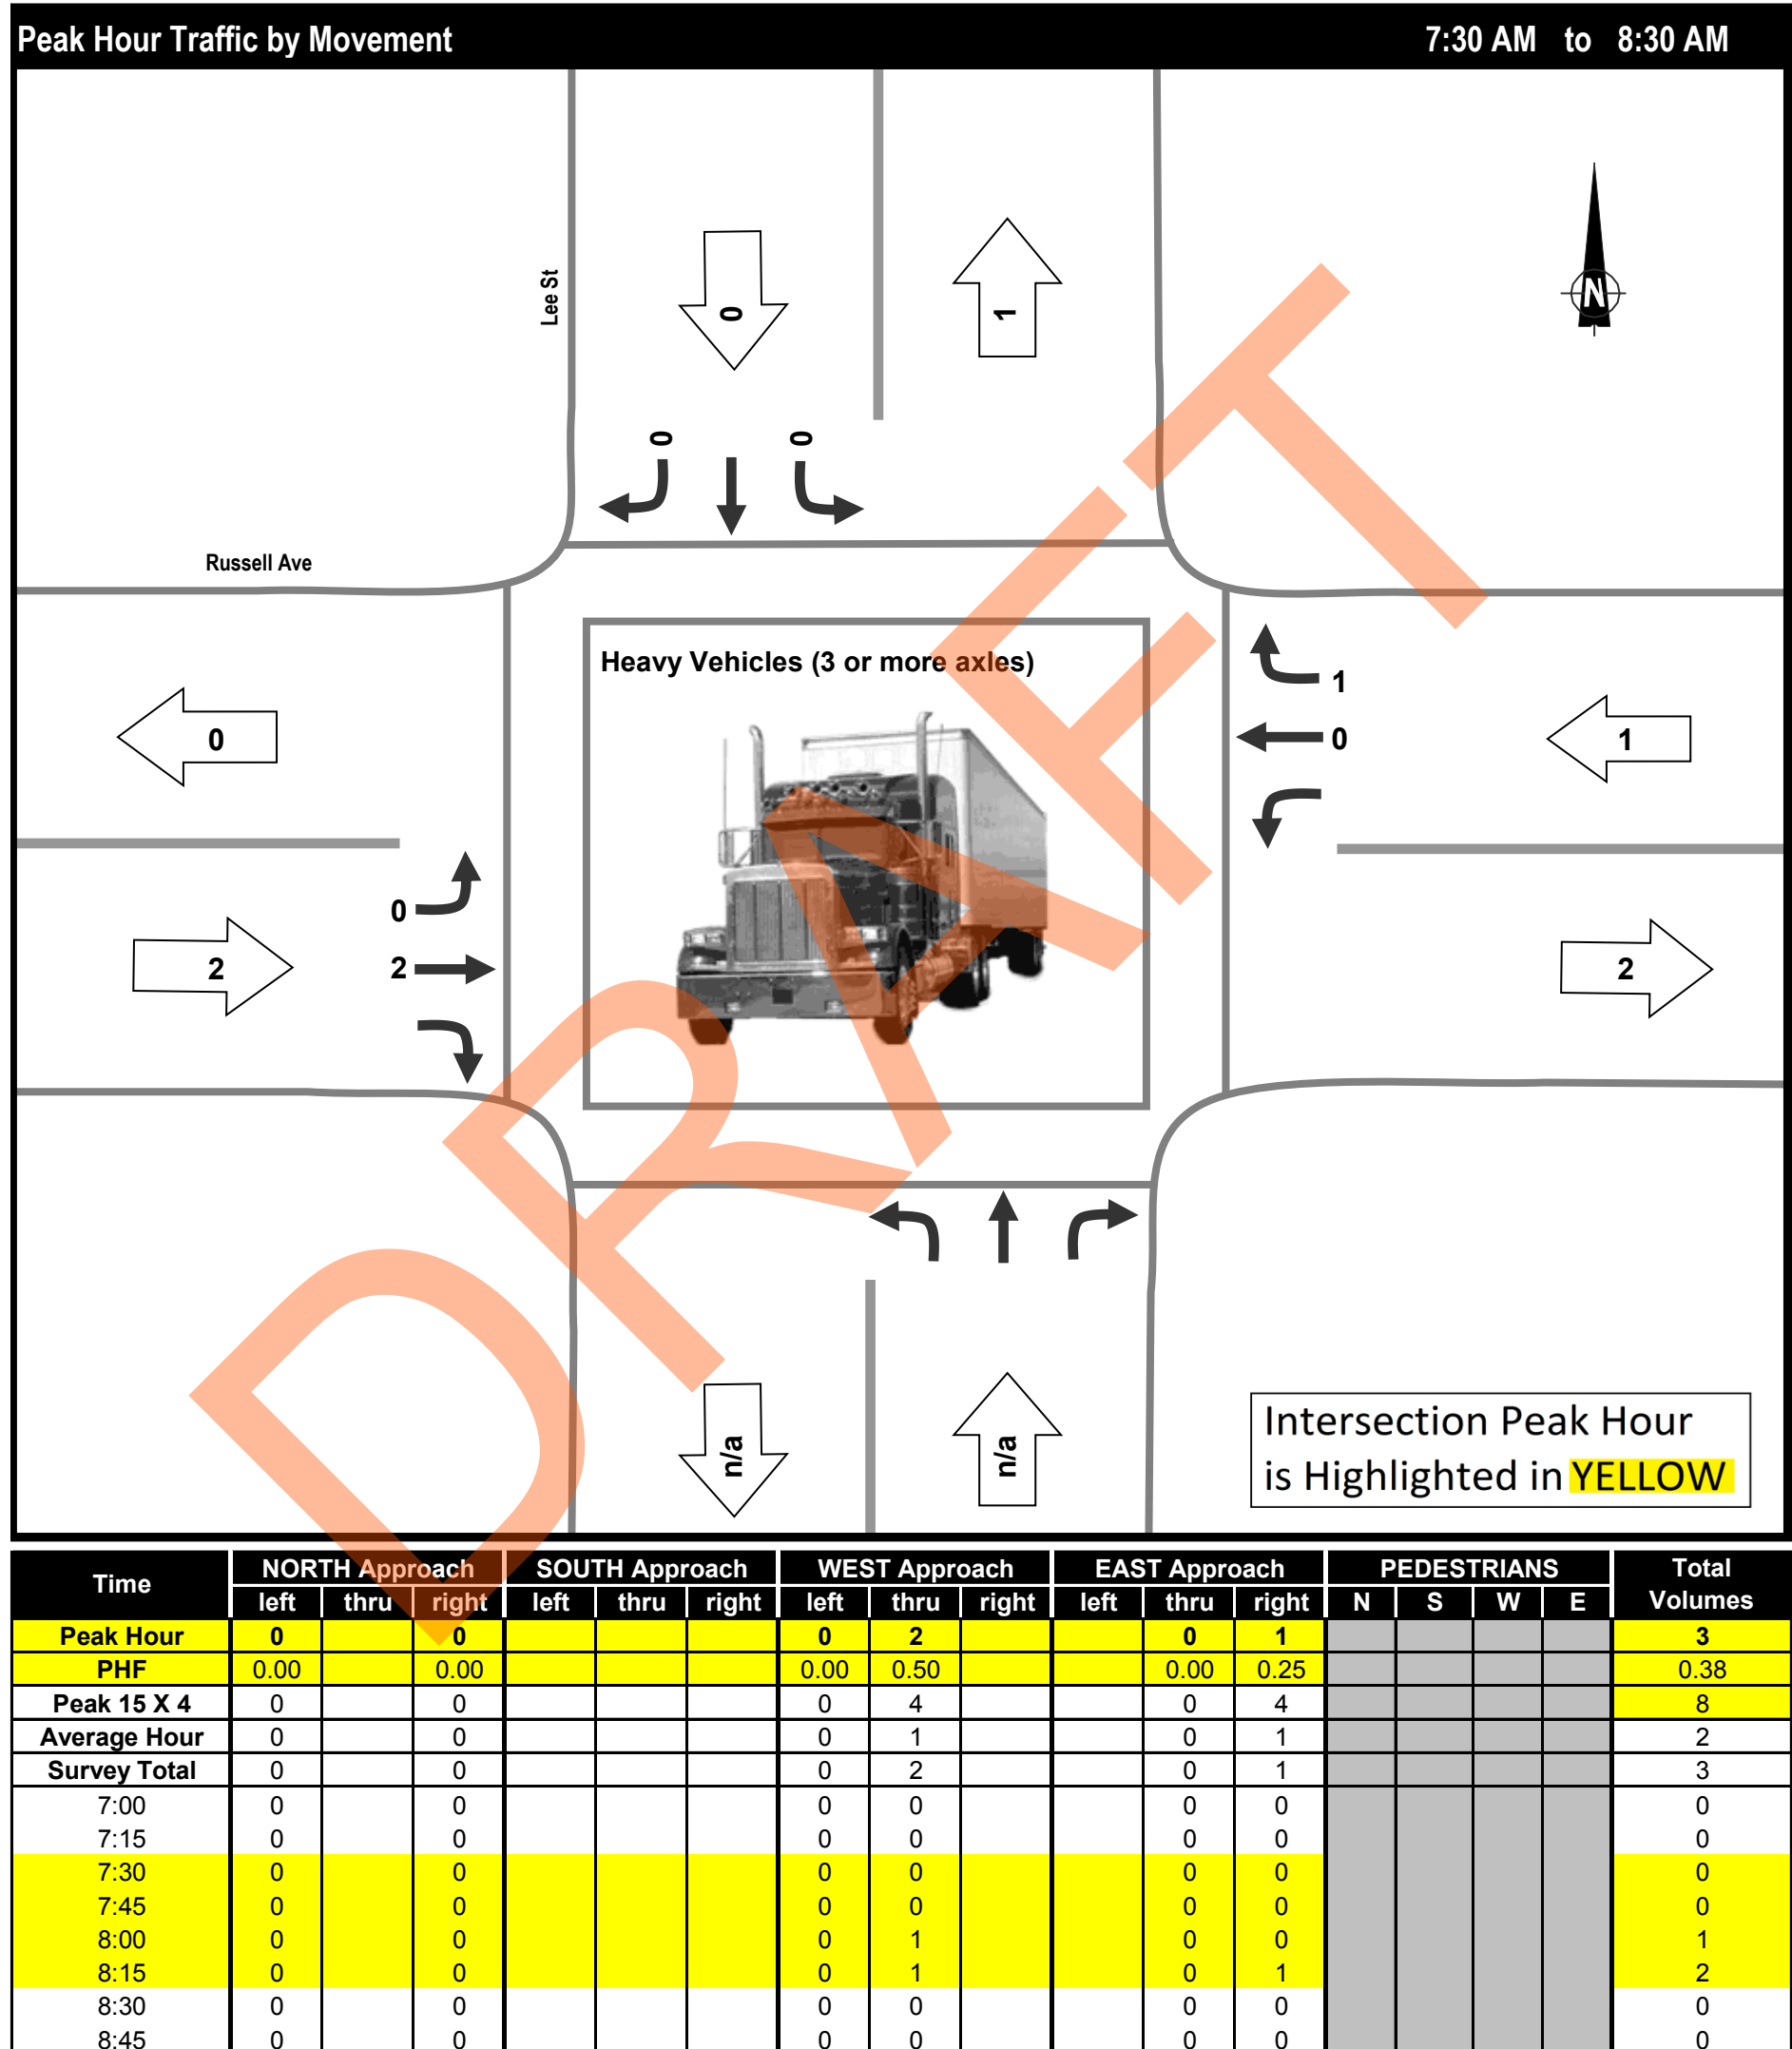 Peak Hour Traffic by Movement 7:30 AM to 8:30 AM
Lee St
0
1
N
0 0
Russell Ave
Heavy Vehicles (3 or more axles)
1
0
0
1
0
2
2
2
n/a
n/a
Intersection Peak Hour
is Highlighted in YELLOW
DRAFT
Time NORTH Approach SOUTH Approach WEST Approach EAST Approach PEDESTRIANS Total
left thru right left thru right left thru right left thru right N S W E Volumes
Peak Hour 0 0 0 2 0 1 3
PHF 0.00 0.00 0.00 0.50 0.00 0.25 0.38
Peak 15 X 4 0 0 0 4 0 4 8
Average Hour 0 0 0 1 0 1 2
Survey Total 0 0 0 2 0 1 3
7:00 0 0 0 0 0 0 0
7:15 0 0 0 0 0 0 0
7:30 0 0 0 0 0 0 0
7:45 0 0 0 0 0 0 0
8:00 0 0 0 1 0 0 1
8:15 0 0 0 1 0 1 2
8:30 0 0 0 0 0 0 0
8:45 0 0 0 0 0 0 0